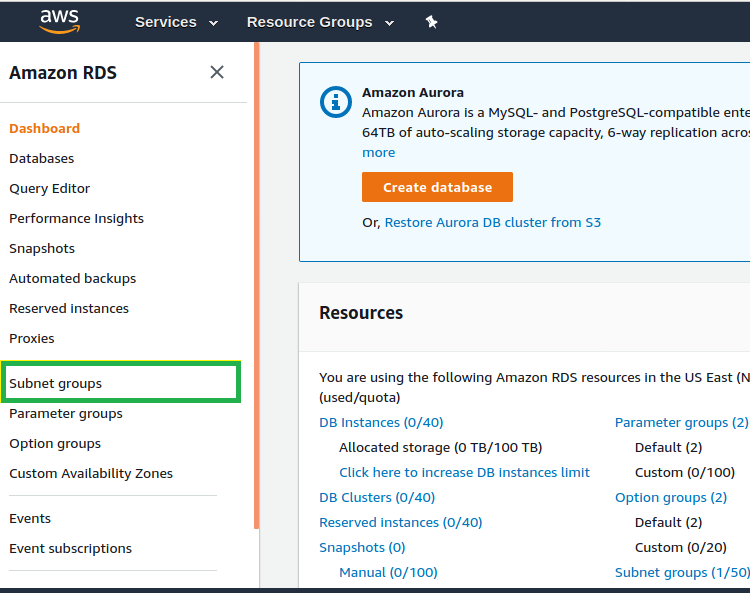 aws Services Resource Groups
Amazon RDS
Dashboard
Databases
Query Editor
Performance Insights
Snapshots
Automated backups
Reserved instances
Proxies
Subnet groups
Parameter groups
Option groups
Custom Availability Zones
Events
Event subscriptions
Amazon Aurora
Amazon Aurora is a MySQL- and PostgreSQL-compatible ente
64TB of auto-scaling storage capacity, 6-way replication acros
more
Create database
Or, Restore Aurora DB cluster from S3
Resources
You are using the following Amazon RDS resources in the US East (N
(used/quota)
DB Instances (0/40)
Allocated storage (0 TB/100 TB)
Click here to increase DB instances limit
DB Clusters (0/40)
Reserved instances (0/40)
Snapshots (0)
Manual (0/100)
Parameter groups (2)
Default (2)
Custom (0/100)
Option groups (2)
Default (2)
Custom (0/20)
Subnet groups (1/50)